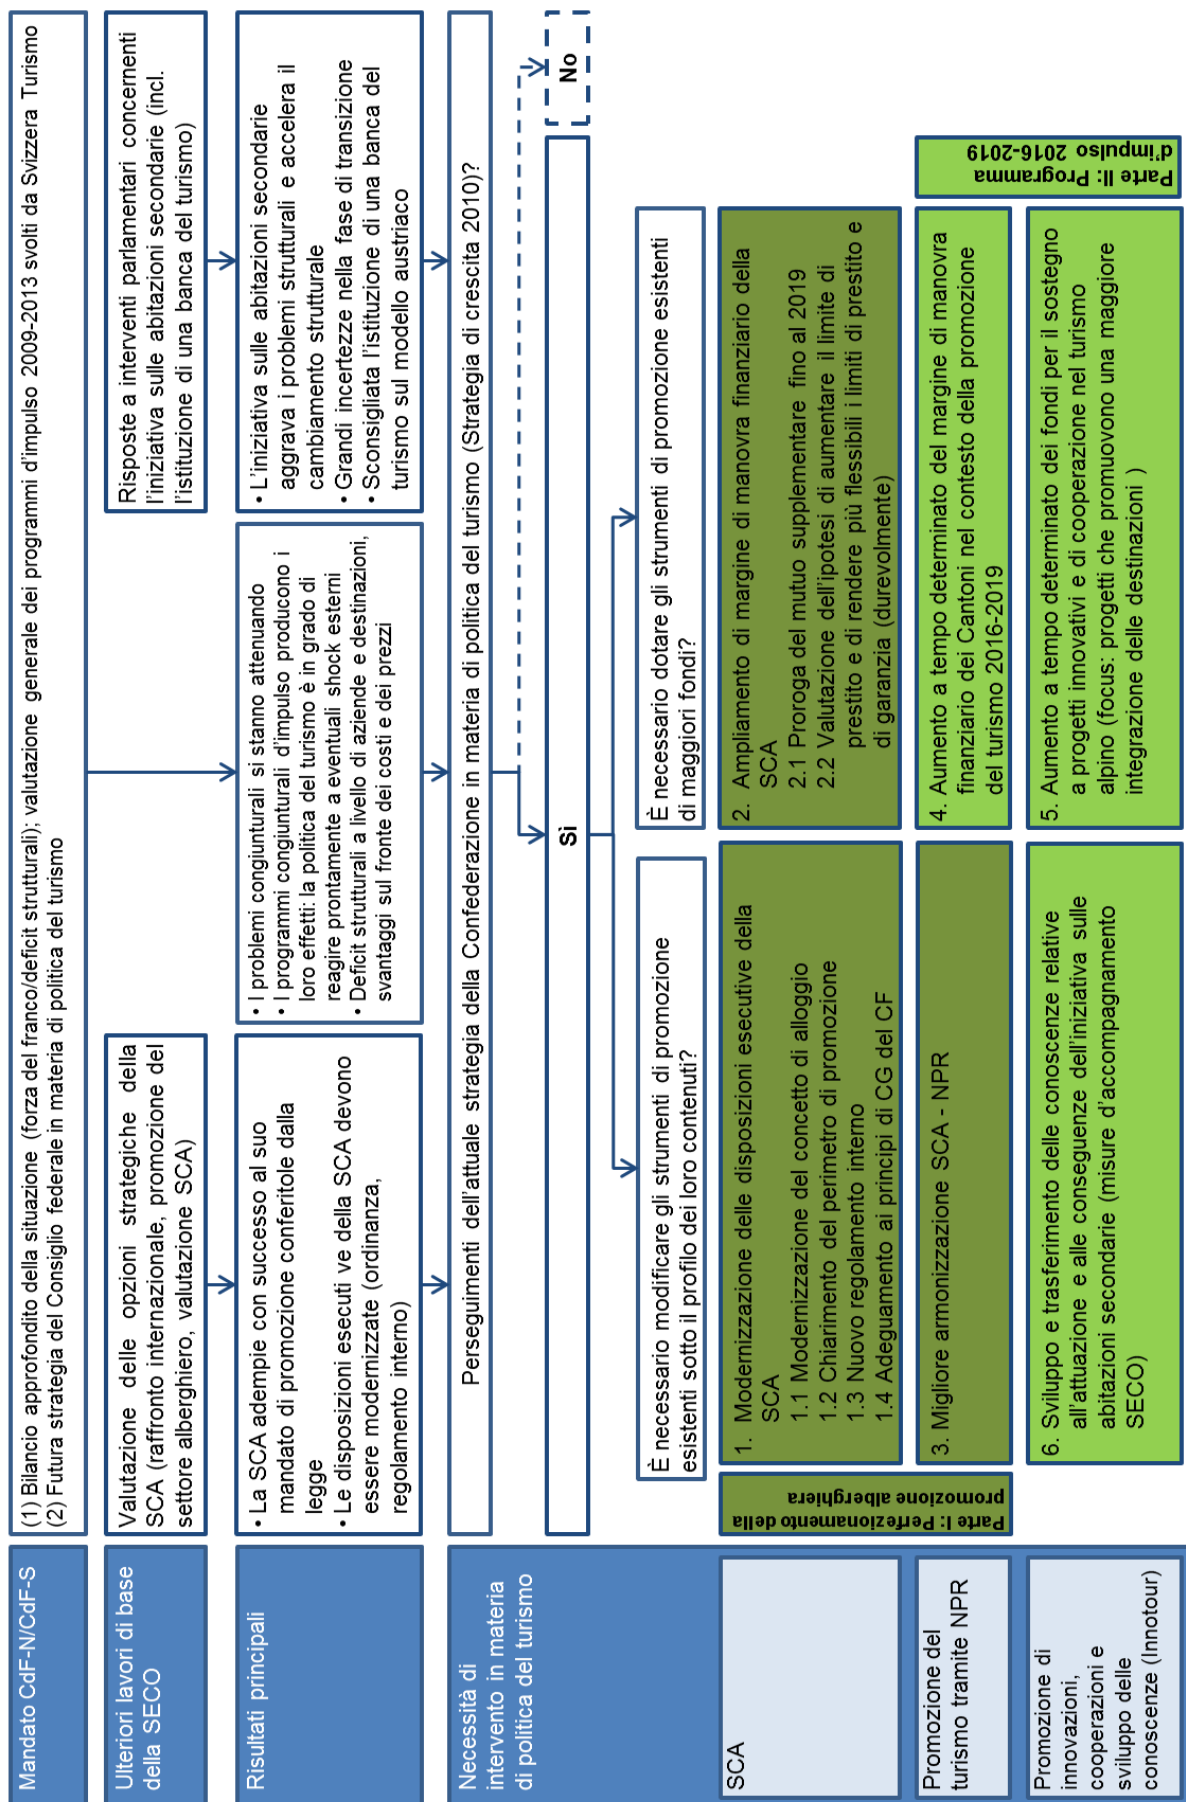 Mandato CdF-N/CdF-S
(1) Bilancio approfondito della situazione (forza del franco/deficit strutturali); valutazione generale dei programmi d'impulso 2009-2013 svolti da Svizzera Turismo
(2) Futura strategia del Consiglio federale in materia di politica del turismo
Ulteriori lavori di base
della SECO
Valutazione delle opzioni strategiche della
SCA (raffronto internazionale, promozione del
settore alberghiero, valutazione SCA)
Risposte a interventi parlamentari concernenti
l'iniziativa sulle abitazioni secondarie (incl.
l'istituzione di una banca del turismo)
Risultati principali
• La SCA adempie con successo al suo
mandato di promozione conferitole dalla
legge
• Le disposizioni esecuti ve della SCA devono
essere modernizzate (ordinanza,
regolamento interno)
• I problemi congiunturali si stanno attenuando
• I programmi congiunturali d'impulso producono i
loro effetti: la politica del turismo è in grado di
reagire prontamente a eventuali shock esterni
• Deficit strutturali a livello di aziende e destinazioni,
svantaggi sul fronte dei costi e dei prezzi
• L'iniziativa sulle abitazioni secondarie
aggrava i problemi strutturali e accelera il
cambiamento strutturale
• Grandi incertezze nella fase di transizione
• Sconsigliata l'istituzione di una banca del
turismo sul modello austriaco
Necessità di
intervento in materia
di politica del turismo
Perseguimenti dell'attuale strategia della Confederazione in materia di politica del turismo (Strategia di crescita 2010)?
Sì
No
È necessario modificare gli strumenti di promozione
esistenti sotto il profilo dei loro contenuti?
È necessario dotare gli strumenti di promozione esistenti
di maggiori fondi?
SCA
Parte I: Perfezionamento della
promozione alberghiera
1. Modernizzazione delle disposizioni esecutive della
SCA
1.1 Modernizzazione del concetto di alloggio
1.2 Chiarimento del perimetro di promozione
1.3 Nuovo regolamento interno
1.4 Adeguamento ai principi di CG del CF
2. Ampliamento di margine di manovra finanziario della
SCA
2.1 Proroga del mutuo supplementare fino al 2019
2.2 Valutazione dell'ipotesi di aumentare il limite di
prestito e di rendere più flessibili i limiti di prestito e
di garanzia (durevolmente)
Promozione del
turismo tramite NPR
3. Migliore armonizzazione SCA - NPR
4. Aumento a tempo determinato del margine di manovra
finanziario dei Cantoni nel contesto della promozione
del turismo 2016-2019
Parte II: Programma
d'impulso 2016-2019
Promozione di
innovazioni,
cooperazioni e
sviluppo delle
conoscenze (Innotour)
6. Sviluppo e trasferimento delle conoscenze relative
all'attuazione e alle conseguenze dell'iniziativa sulle
abitazioni secondarie (misure d'accompagnamento
SECO)
5. Aumento a tempo determinato dei fondi per il sostegno
a progetti innovativi e di cooperazione nel turismo
alpino (focus: progetti che promuovono una maggiore
integrazione delle destinazioni )